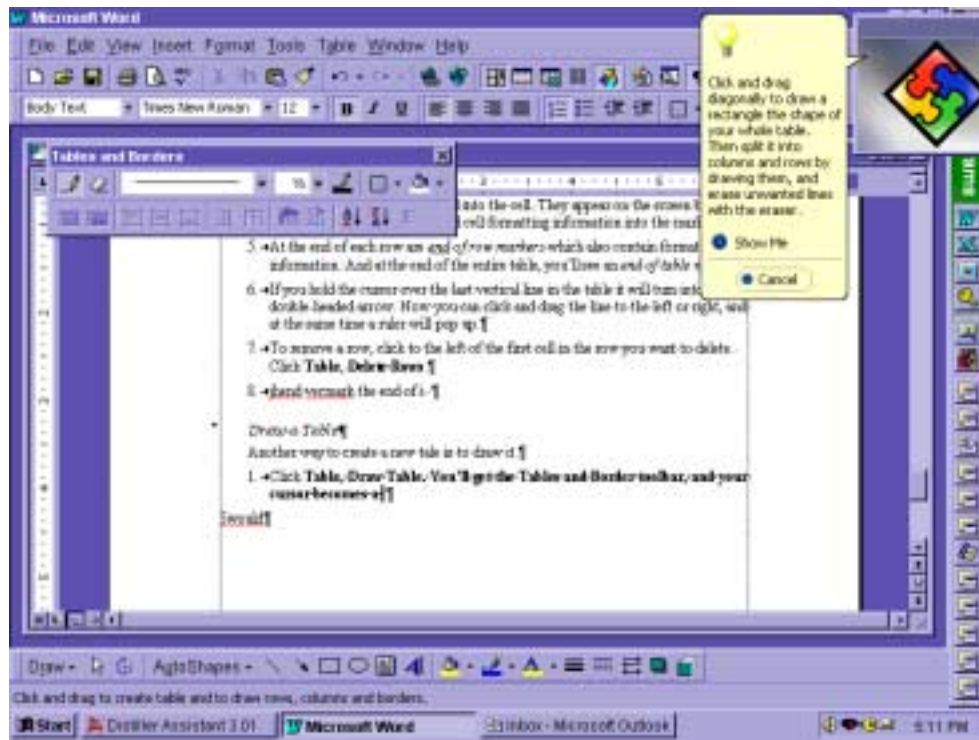 Microsoft Word
File Edit View Insert Format Tools Table Window Help
Body Text Times New Roman 12 B I U
Tables and Borders
½
into the cell. They appear on the screen
cell formatting information into the
5. At the end of each row are end of row markers which also contain
information. And at the end of the entire table, you'll see an end of table
6. If you hold the cursor over the last vertical line in the table it will turn into
double-headed arrow. Now you can click and drag the line to the left or right, and
at the same time a ruler will pop up.¶
7. To remove a row, click to the left of the first cell in the row you want to delete.
Click Table, Delete Rows ¶
8. the end of ¶
Draw a Table¶
Another way to create a new tale is to draw it.¶
1. Click Table, Draw Table. You'll get the Tables and Border toolbar, and your
cursor becomes a¶
Click and drag
diagonally to draw a
rectangle the shape of
your whole table.
Then split it into
columns and rows by
drawing them, and
erase unwanted lines
with the eraser.
Show Me
Cancel
Draw AutoShapes
Click and drag to create table and to draw rows, columns and borders.
Start Distiller Assistant 3.01 Microsoft Word Inbox - Microsoft Outlook 5:11 PM